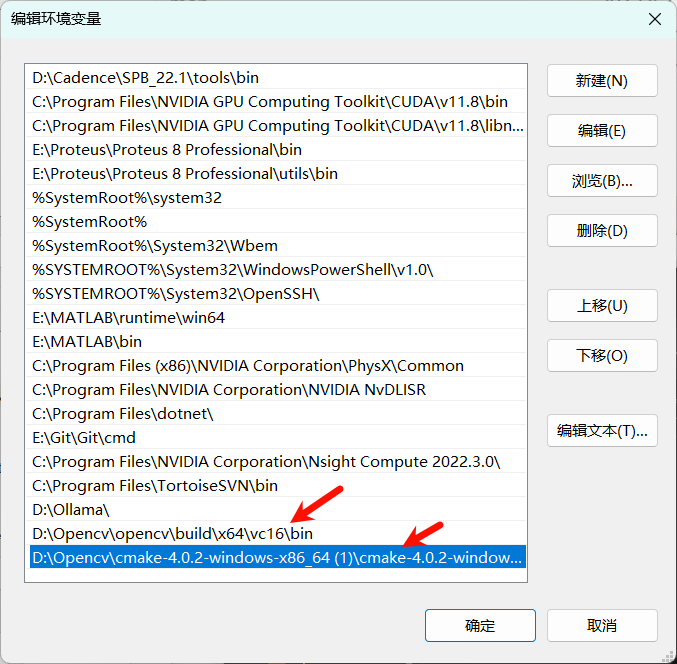 编辑环境变量
D:\Cadence\SPB_22.1\tools\bin
C:\Program Files\NVIDIA GPU Computing Toolkit\CUDA\v11.8\bin
C:\Program Files\NVIDIA GPU Computing Toolkit\CUDA\v11.8\libn...
E:\Proteus\Proteus 8 Professional\bin
E:\Proteus\Proteus 8 Professional\utils\bin
%SystemRoot%\system32
%SystemRoot%
%SystemRoot%\System32\Wbem
%SYSTEMROOT%\System32\WindowsPowerShell\v1.0\
%SYSTEMROOT%\System32\OpenSSH\
E:\MATLAB\runtime\win64
E:\MATLAB\bin
C:\Program Files (x86)\NVIDIA Corporation\PhysX\Common
C:\Program Files\NVIDIA Corporation\NVIDIA NvDLISR
C:\Program Files\dotnet\
E:\Git\Git\cmd
C:\Program Files\NVIDIA Corporation\Nsight Compute 2022.3.0\
C:\Program Files\TortoiseSVN\bin
D:\Ollama\
D:\Opencv\opencv\build\x64\vc16\bin
D:\Opencv\cmake-4.0.2-windows-x86_64 (1)\cmake-4.0.2-window...
新建(N)
编辑(E)
浏览(B)...
删除(D)
上移(U)
下移(O)
编辑文本(T)...
确定
取消